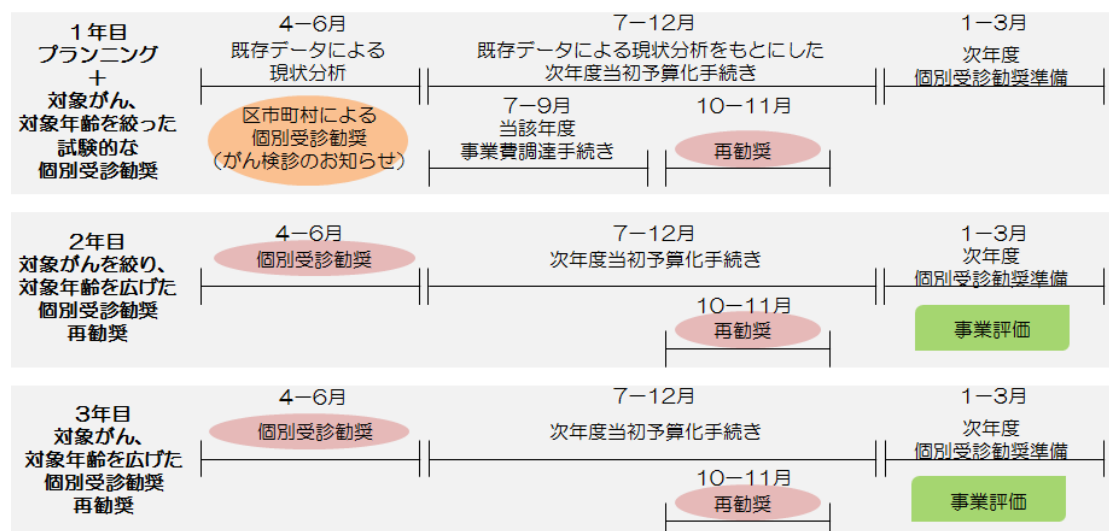 1年目
プランニング
＋
対象がん、
対象年齢を絞った
試験的な
個別受診勧奨
4－6月
既存データによる
現状分析
区市町村による
個別受診勧奨
（がん検診のお知らせ）
7－12月
既存データによる現状分析をもとにした
次年度当初予算化手続き
7－9月
当該年度
事業費調達手続き
10－11月
再勧奨
1－3月
次年度
個別受診勧奨準備
2年目
対象がんを絞り、
対象年齢を広げた
個別受診勧奨
再勧奨
4－6月
個別受診勧奨
7－12月
次年度当初予算化手続き
10－11月
再勧奨
1－3月
次年度
個別受診勧奨準備
事業評価
3年目
対象がん、
対象年齢を広げた
個別受診勧奨
再勧奨
4－6月
個別受診勧奨
7－12月
次年度当初予算化手続き
10－11月
再勧奨
1－3月
次年度
個別受診勧奨準備
事業評価